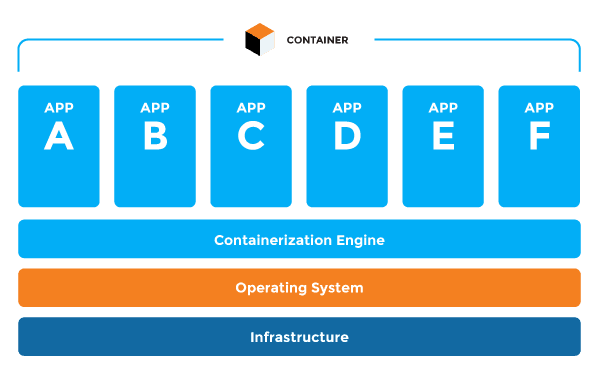 CONTAINER
APP APP APP APP APP APP
A B C D E F
Containerization Engine
Operating System
Infrastructure